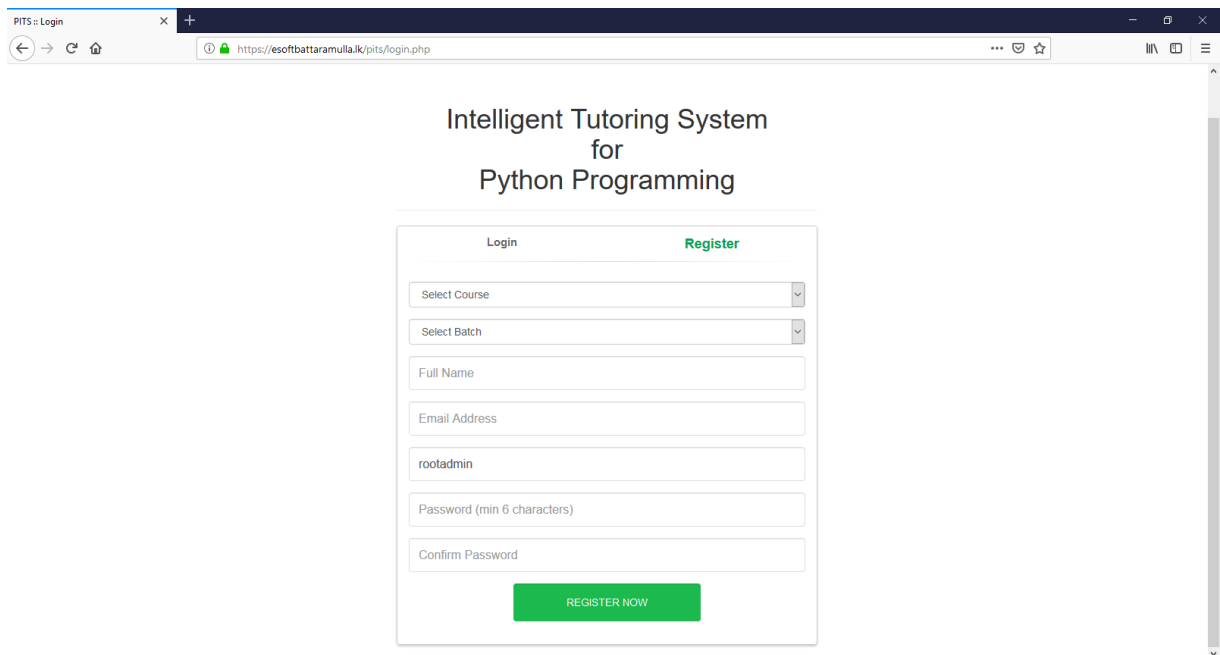 PITS :: Login
https://esoftbattaramulla.lk/pits/login.php
Intelligent Tutoring System
for
Python Programming
Login Register
Select Course
Select Batch
Full Name
Email Address
rootadmin
Password (min 6 characters)
Confirm Password
REGISTER NOW